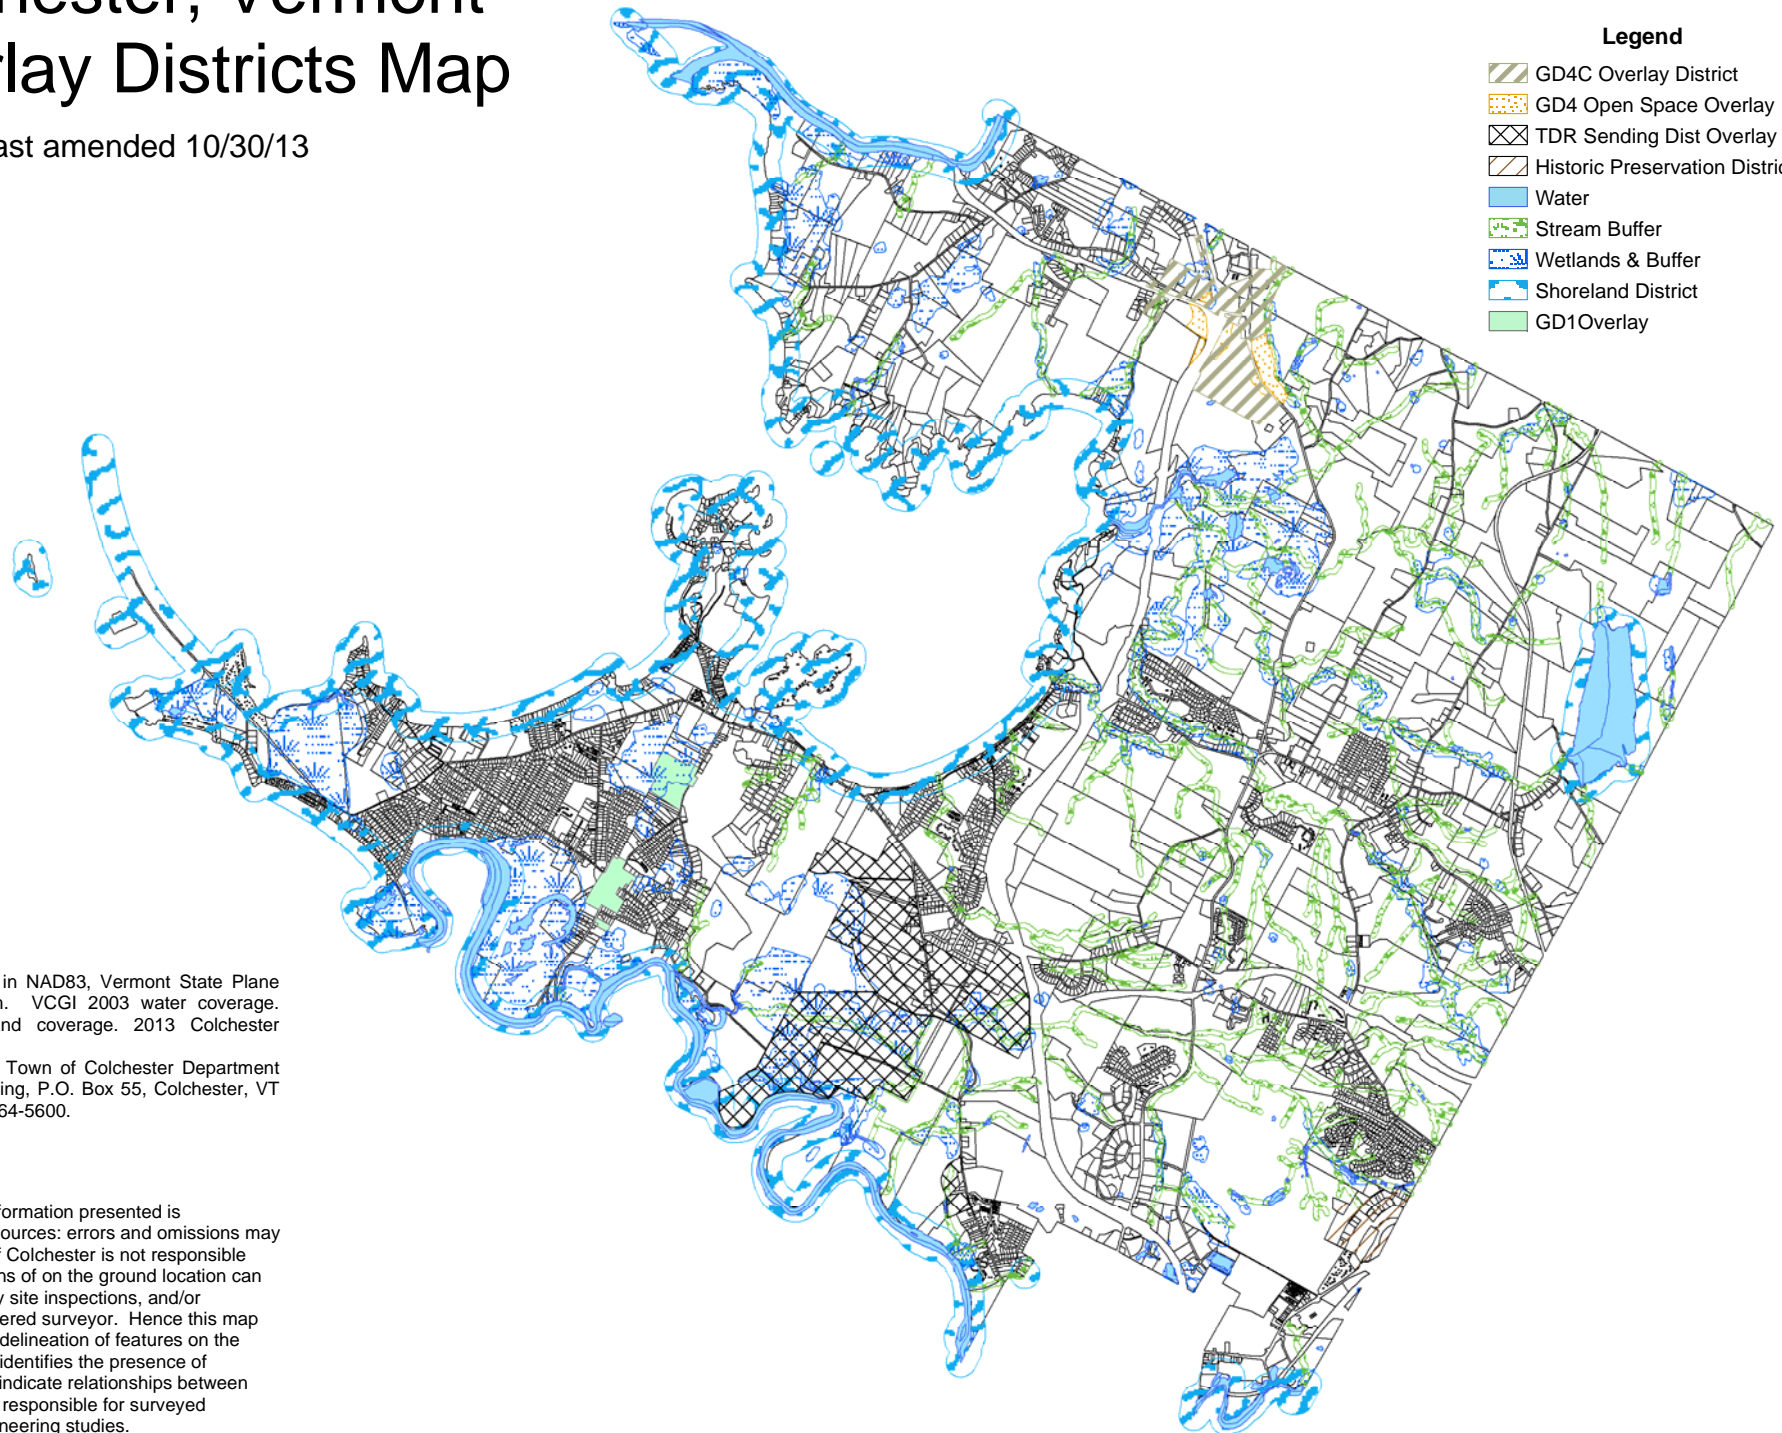 hester, Vermont
rlay Districts Map
ast amended 10/30/13
Legend
GD4C Overlay District
GD4 Open Space Overlay
TDR Sending Dist Overlay
Historic Preservation Distric
Water
Stream Buffer
Wetlands & Buffer
Shoreland District
GD1Overlay
in NAD83, Vermont State Plane
n. VCGI 2003 water coverage.
nd coverage. 2013 Colchester
Town of Colchester Department
ing, P.O. Box 55, Colchester, VT
64-5600.
formation presented is
ources: errors and omissions may
f Colchester is not responsible
ns of on the ground location can
y site inspections, and/or
ered surveyor. Hence this map
delineation of features on the
identifies the presence of
indicate relationships between
responsible for surveyed
neering studies.